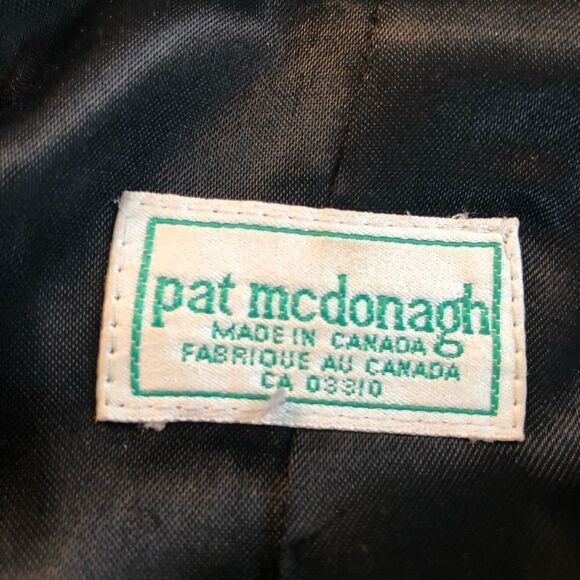 pat mcdonagh
MADE IN CANADA
FABRIQUE AU CANADA
CA 03310